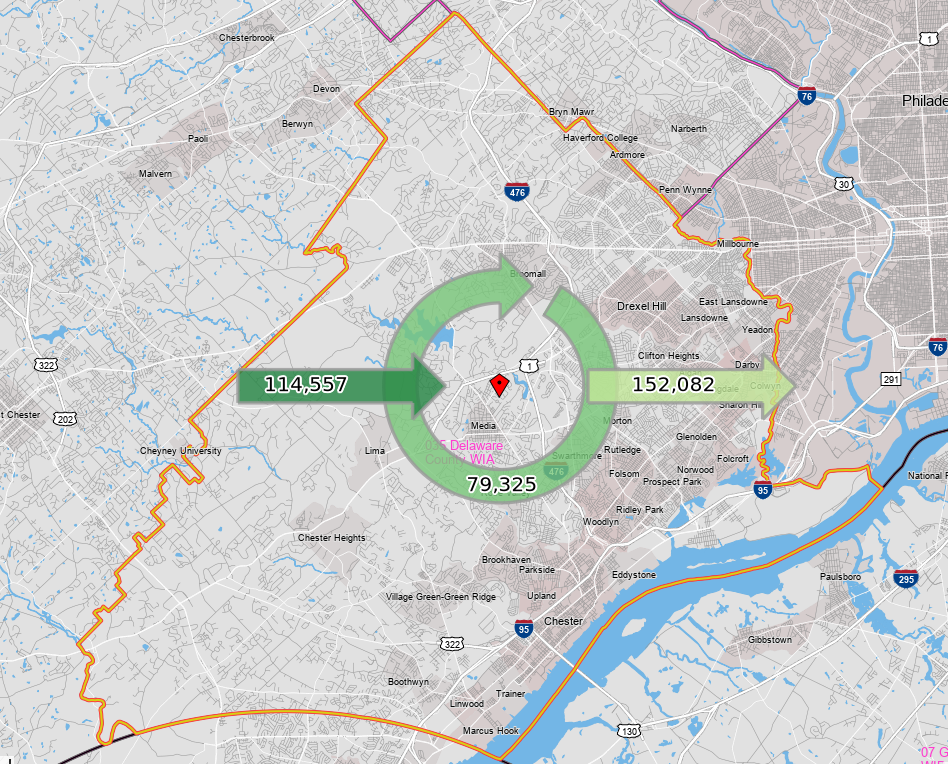 1
Chesterbrook
Devon
76
Philade
Bryn Mawr
Berwyn
Narberth
Paoli
Haverford College
Ardmore
Malvern
30
476
Penn Wynne
Milbourne
Broomall
East Lansdowne
Drexel Hill
Lansdowne
Yeadon
76
Clifton Heights
322
1
Darby
291
114,557
152,082
Colwyn
t Chester
202
Sharon Hill
Media
Morton
Glenolden
Delaware
County WIA
Cheyney University
Lima
Rutledge
Swarthmore
Folcroft
476
Norwood
Folsom
National P
Prospect Park
79,325
95
Ridley Park
Woodlyn
Chester Heights
Brookhaven
Parkside
Eddystone
Paulsboro
295
Village Green-Green Ridge
Upland
Chester
95
Gibbstown
322
Boothwyn
Trainer
Linwood
Marcus Hook
130
07 G